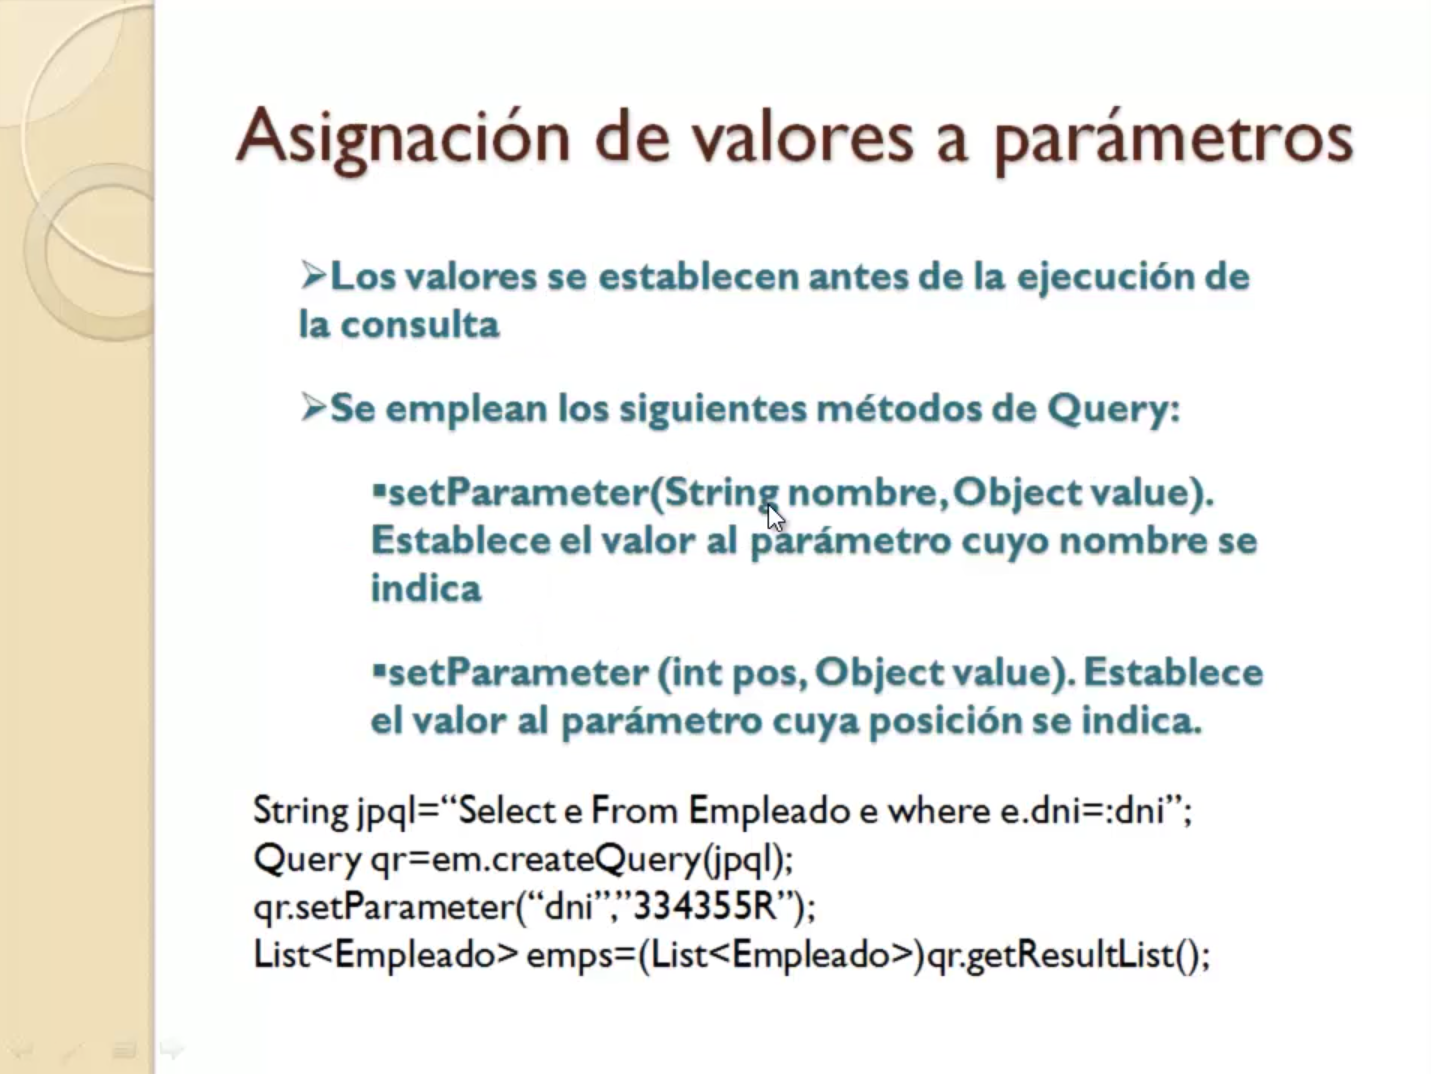 Asignación de valores a parámetros
➢Los valores se establecen antes de la ejecución de
la consulta
➢Se emplean los siguientes métodos de Query:
▪setParameter(String nombre, Object value).
Establece el valor al parámetro cuyo nombre se
indica
▪setParameter (int pos, Object value). Establece
el valor al parámetro cuya posición se indica.
String jpql=“Select e From Empleado e where e.dni=:dni”;
Query qr=em.createQuery(jpql);
qr.setParameter(“dni”,”334355R”);
List<Empleado> emps=(List<Empleado>)qr.getResultList();